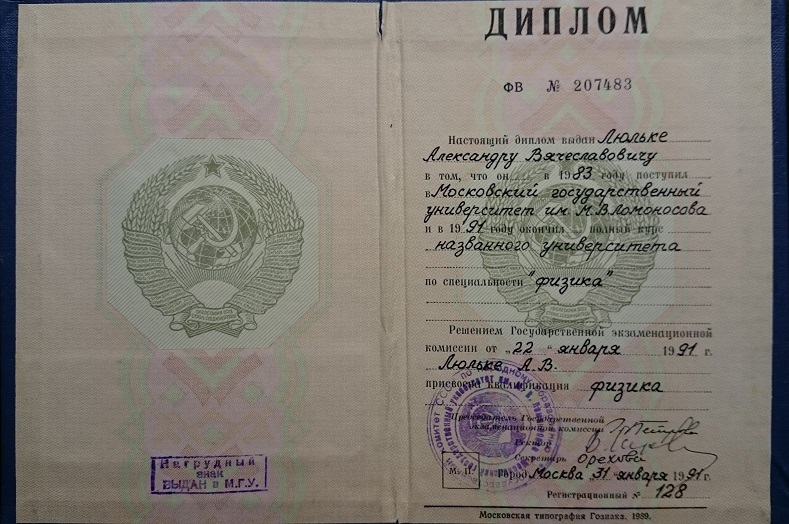 Нагрудный
знак
ВЫДАН в М.Г.У.
ДИПЛОМ
ФВ № 207483
Настоящий диплом выдан Люльке
Александру Вячеславовичу
в том, что он в 1983 году поступил
в Московский государственный
университет им. М.В.Ломоносова
и в 1991 году окончил полный курс
названного университета
по специальности "физика"
Решением Государственной экзаменационной
комиссии от „22“ января 1991 г.
Люльке А.В.
присвоена квалификация физика
Председатель Государственной
экзаменационной комиссии
Ректор
Секретарь Орехова
М. П. Город Москва „31“ января 1991 г.
Регистрационный № 128
Московская типография Гознака. 1989.